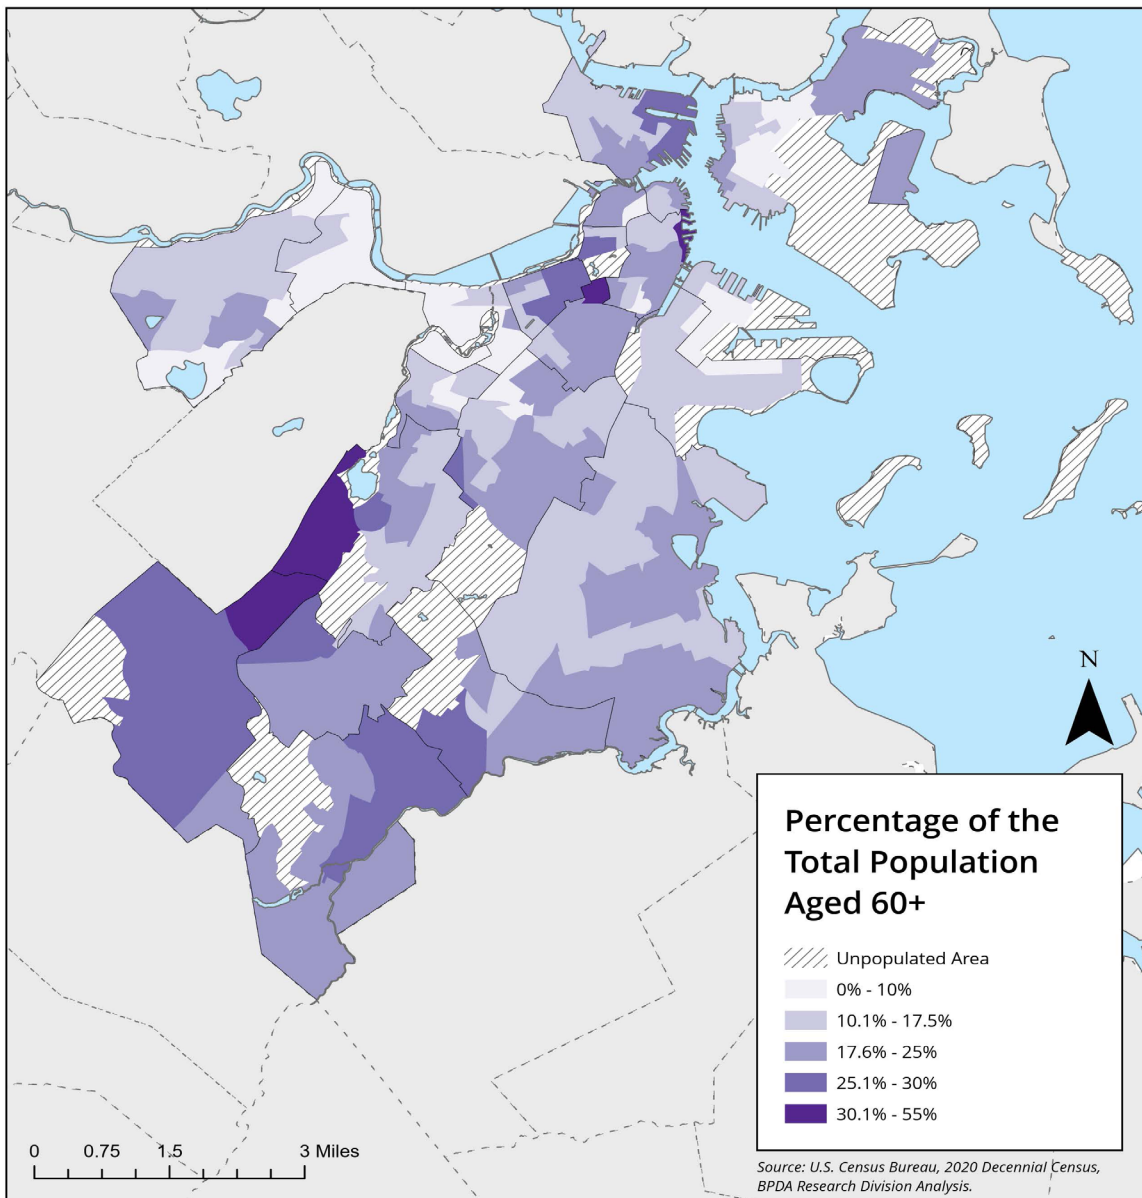 N
Percentage of the
Total Population
Aged 60+
Unpopulated Area
0% - 10%
10.1% - 17.5%
17.6% - 25%
25.1% - 30%
30.1% - 55%
0 0.75 1.5 3 Miles
Source: U.S. Census Bureau, 2020 Decennial Census,
BPDA Research Division Analysis.